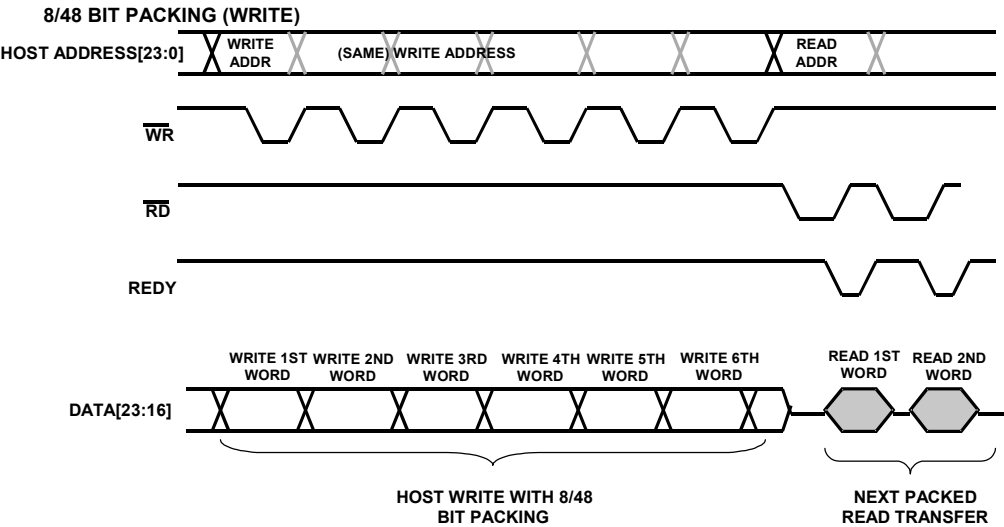 8/48 BIT PACKING (WRITE)
HOST ADDRESS[23:0]
WRITE
ADDR
(SAME) WRITE ADDRESS
READ
ADDR
WR
RD
REDY
WRITE 1ST
WORD
WRITE 2ND
WORD
WRITE 3RD
WORD
WRITE 4TH
WORD
WRITE 5TH
WORD
WRITE 6TH
WORD
READ 1ST
WORD
READ 2ND
WORD
DATA[23:16]
HOST WRITE WITH 8/48
BIT PACKING
NEXT PACKED
READ TRANSFER